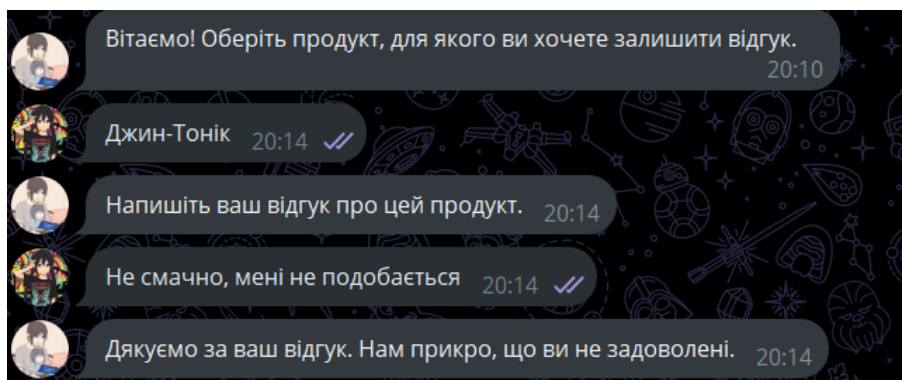 Вітаємо! Оберіть продукт, для якого ви хочете залишити відгук.
20:10
Джин-Тонік 20:14
Напишіть ваш відгук про цей продукт. 20:14
Не смачно, мені не подобається 20:14
Дякуємо за ваш відгук. Нам прикро, що ви не задоволені. 20:14